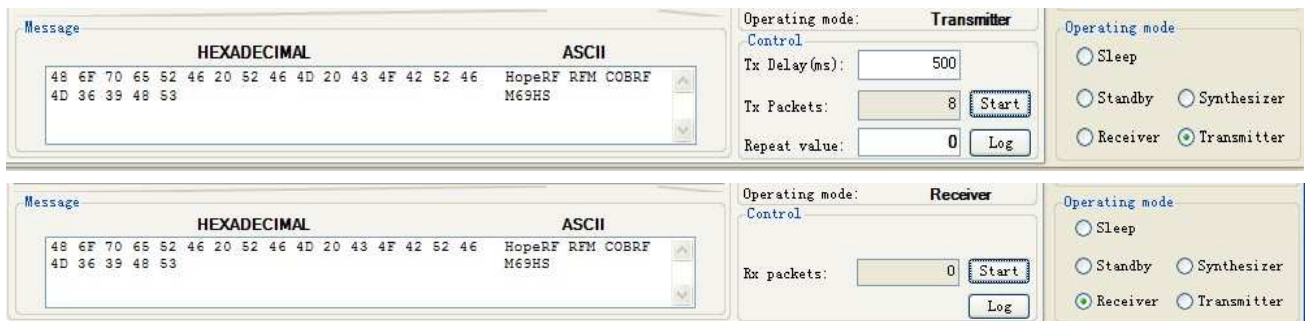 Message
HEXADECIMAL ASCII
48 6F 70 65 52 46 20 52 46 4D 20 43 4F 42 52 46 HopeRF RFM COBRF
4D 36 39 48 53 M69HS
Operating mode: Transmitter
Control
Tx Delay(ms): 500
Tx Packets: 8 Start
Repeat value: 0 Log
Operating mode
Sleep
Standby Synthesizer
Receiver Transmitter
Message
HEXADECIMAL ASCII
48 6F 70 65 52 46 20 52 46 4D 20 43 4F 42 52 46 HopeRF RFM COBRF
4D 36 39 48 53 M69HS
Operating mode: Receiver
Control
Rx packets: 0 Start
Log
Operating mode
Sleep
Standby Synthesizer
Receiver Transmitter